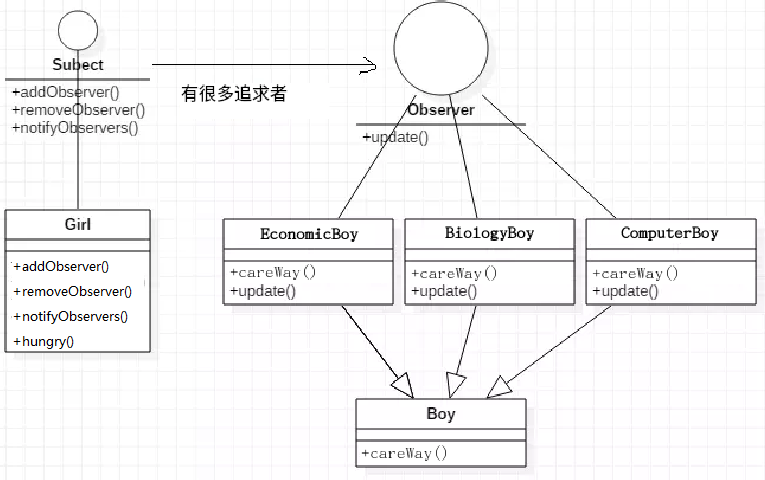 Subect
+addObserver()
+removeObserver()
+notifyObservers()
有很多追求者
Observer
+update()
Girl
+addObserver()
+removeObserver()
+notifyObservers()
+hungry()
EconomicBoy
+careWay()
+update()
BiologyBoy
+careWay()
+update()
ComputerBoy
+careWay()
+update()
Boy
+careWay()